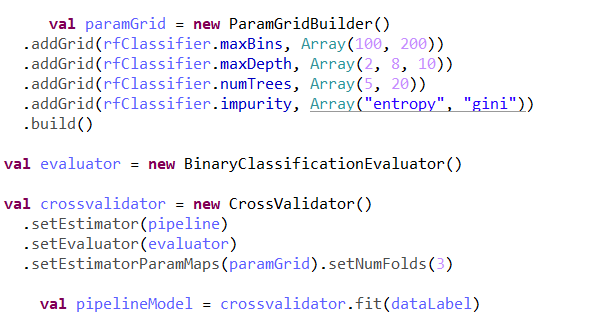 val paramGrid = new ParamGridBuilder()
.addGrid(rfClassifier.maxBins, Array(100, 200))
.addGrid(rfClassifier.maxDepth, Array(2, 8, 10))
.addGrid(rfClassifier.numTrees, Array(5, 20))
.addGrid(rfClassifier.impurity, Array("entropy", "gini"))
.build()
val evaluator = new BinaryClassificationEvaluator()
val crossvalidator = new CrossValidator()
.setEstimator(pipeline)
.setEvaluator(evaluator)
.setEstimatorParamMaps(paramGrid).setNumFolds(3)
val pipelineModel = crossvalidator.fit(dataLabel)